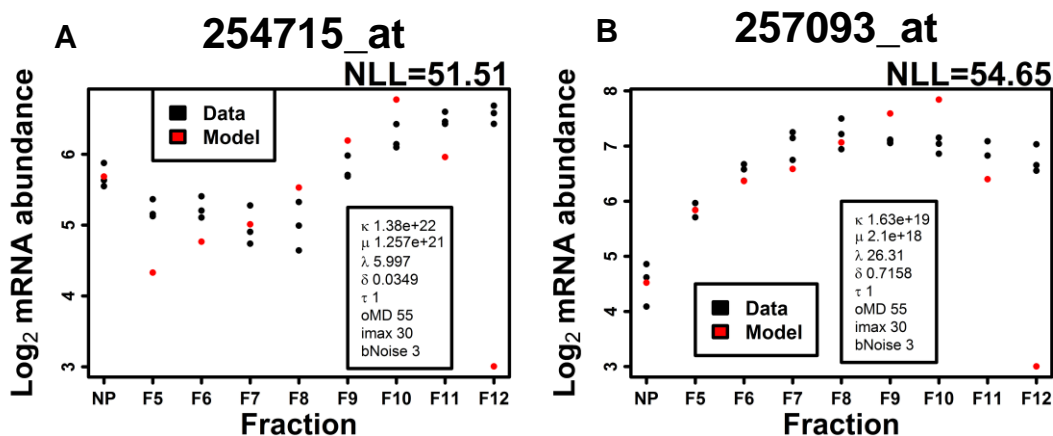 A
254715_at
NLL=51.51
Log2 mRNA abundance
6
5
4
3
Data
Model
κ 1.38e+22
μ 1.257e+21
λ 5.997
δ 0.0349
τ 1
oMD 55
imax 30
bNoise 3
NP F5 F6 F7 F8 F9 F10 F11 F12
Fraction
B
257093_at
NLL=54.65
Log2 mRNA abundance
8
7
6
5
4
3
Data
Model
κ 1.63e+19
μ 2.1e+18
λ 26.31
δ 0.7158
τ 1
oMD 55
imax 30
bNoise 3
NP F5 F6 F7 F8 F9 F10 F11 F12
Fraction